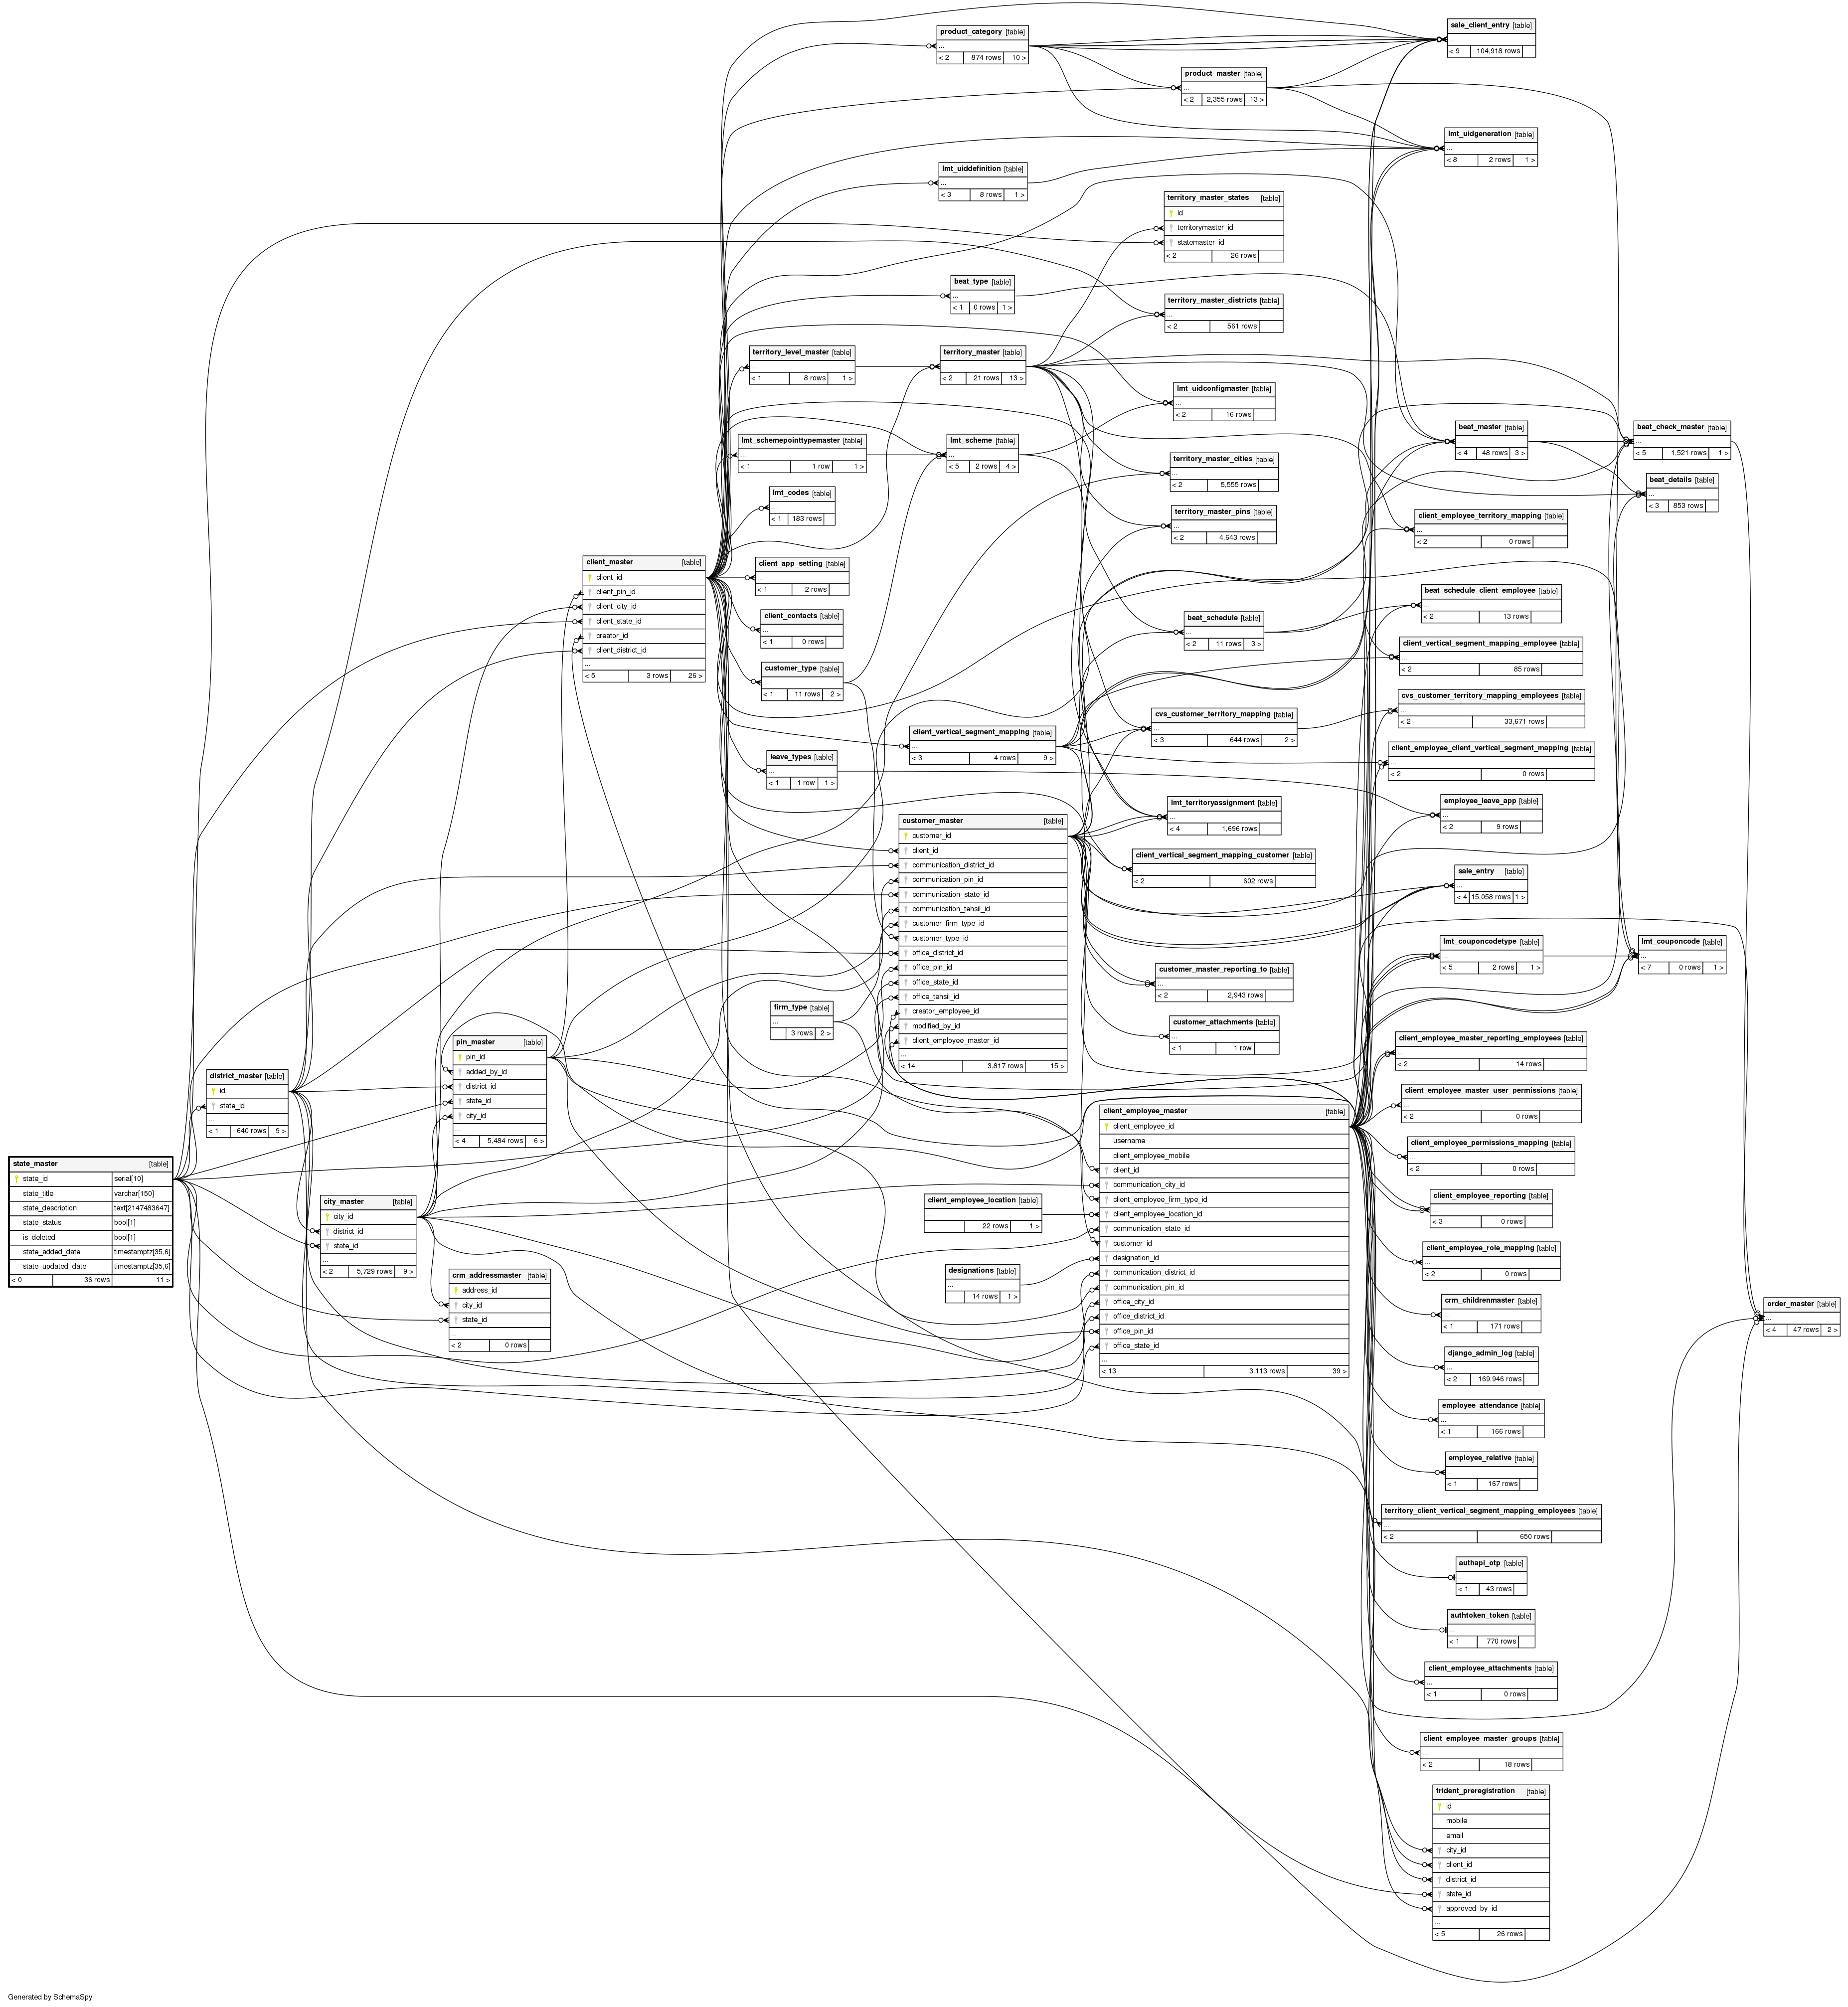 product_category [table]
...
< 2 874 rows 10 >
sale_client_entry [table]
...
< 9 104,918 rows
product_master [table]
...
< 2 2,355 rows 13 >
lmt_uidgeneration [table]
...
< 8 2 rows 1 >
lmt_uiddefinition [table]
...
< 3 8 rows 1 >
territory_master_states [table]
id
territorymaster_id
statemaster_id
< 2 26 rows
beat_type [table]
...
< 1 0 rows 1 >
territory_master_districts [table]
...
< 2 561 rows
territory_level_master [table]
...
< 1 8 rows 1 >
territory_master [table]
...
< 2 21 rows 13 >
lmt_uidconfigmaster [table]
...
< 2 16 rows
lmt_schemepointtypemaster [table]
...
< 1 1 row 1 >
lmt_scheme [table]
...
< 5 2 rows 4 >
beat_master [table]
...
< 4 48 rows 3 >
beat_check_master [table]
...
< 5 1,521 rows 1 >
territory_master_cities [table]
...
< 2 5,555 rows
beat_details [table]
...
< 3 853 rows
lmt_codes [table]
...
< 1 183 rows
territory_master_pins [table]
...
< 2 4,643 rows
client_employee_territory_mapping [table]
...
< 2 0 rows
client_master [table]
client_id
client_pin_id
client_city_id
client_state_id
creator_id
client_district_id
...
< 5 3 rows 26 >
client_app_setting [table]
...
< 1 2 rows
client_contacts [table]
...
< 1 0 rows
customer_type [table]
...
< 1 11 rows 2 >
beat_schedule [table]
...
< 2 11 rows 3 >
beat_schedule_client_employee [table]
...
< 2 13 rows
client_vertical_segment_mapping_employee [table]
...
< 2 85 rows
cvs_customer_territory_mapping_employees [table]
...
< 2 33,671 rows
cvs_customer_territory_mapping [table]
...
< 3 644 rows 2 >
client_vertical_segment_mapping [table]
...
< 3 4 rows 9 >
client_employee_client_vertical_segment_mapping [table]
...
< 2 0 rows
leave_types [table]
...
< 1 1 row 1 >
employee_leave_app [table]
...
< 2 9 rows
lmt_territoryassignment [table]
...
< 4 1,696 rows
customer_master [table]
customer_id
client_id
communication_district_id
communication_pin_id
communication_state_id
communication_tehsil_id
customer_firm_type_id
customer_type_id
office_district_id
office_pin_id
office_state_id
office_tehsil_id
creator_employee_id
modified_by_id
client_employee_master_id
...
< 14 3,817 rows 15 >
client_vertical_segment_mapping_customer [table]
...
< 2 602 rows
sale_entry [table]
...
< 4 15,058 rows 1 >
lmt_couponcodetype [table]
...
< 5 2 rows 1 >
lmt_couponcode [table]
...
< 7 0 rows 1 >
customer_master_reporting_to [table]
...
< 2 2,943 rows
firm_type [table]
...
3 rows 2 >
customer_attachments [table]
...
< 1 1 row
pin_master [table]
pin_id
added_by_id
district_id
state_id
city_id
...
< 4 5,484 rows 6 >
district_master [table]
id
state_id
...
< 1 640 rows 9 >
client_employee_master_reporting_employees [table]
...
< 2 14 rows
client_employee_master_user_permissions [table]
...
< 2 0 rows
client_employee_permissions_mapping [table]
...
< 2 0 rows
client_employee_master [table]
client_employee_id
username
client_employee_mobile
client_id
communication_city_id
client_employee_firm_type_id
client_employee_location_id
communication_state_id
customer_id
designation_id
communication_district_id
communication_pin_id
office_city_id
office_district_id
office_pin_id
office_state_id
...
< 13 3,113 rows 39 >
state_master [table]
state_id serial[10]
state_title varchar[150]
state_description text[2147483647]
state_status bool[1]
is_deleted bool[1]
state_added_date timestamptz[35,6]
state_updated_date timestamptz[35,6]
< 0 36 rows 11 >
city_master [table]
city_id
district_id
state_id
...
< 2 5,729 rows 9 >
client_employee_location [table]
...
22 rows 1 >
client_employee_reporting [table]
...
< 3 0 rows
client_employee_role_mapping [table]
...
< 2 0 rows
crm_addressmaster [table]
address_id
city_id
state_id
...
< 2 0 rows
designations [table]
...
14 rows 1 >
crm_childrenmaster [table]
...
< 1 171 rows
order_master [table]
...
< 4 47 rows 2 >
django_admin_log [table]
...
< 2 169,946 rows
employee_attendance [table]
...
< 1 166 rows
employee_relative [table]
...
< 1 167 rows
territory_client_vertical_segment_mapping_employees [table]
...
< 2 650 rows
authapi_otp [table]
...
< 1 43 rows
authtoken_token [table]
...
< 1 770 rows
client_employee_attachments [table]
...
< 1 0 rows
client_employee_master_groups [table]
...
< 2 18 rows
trident_preregistration [table]
id
mobile
email
city_id
client_id
district_id
state_id
approved_by_id
...
< 5 26 rows
Generated by SchemaSpy